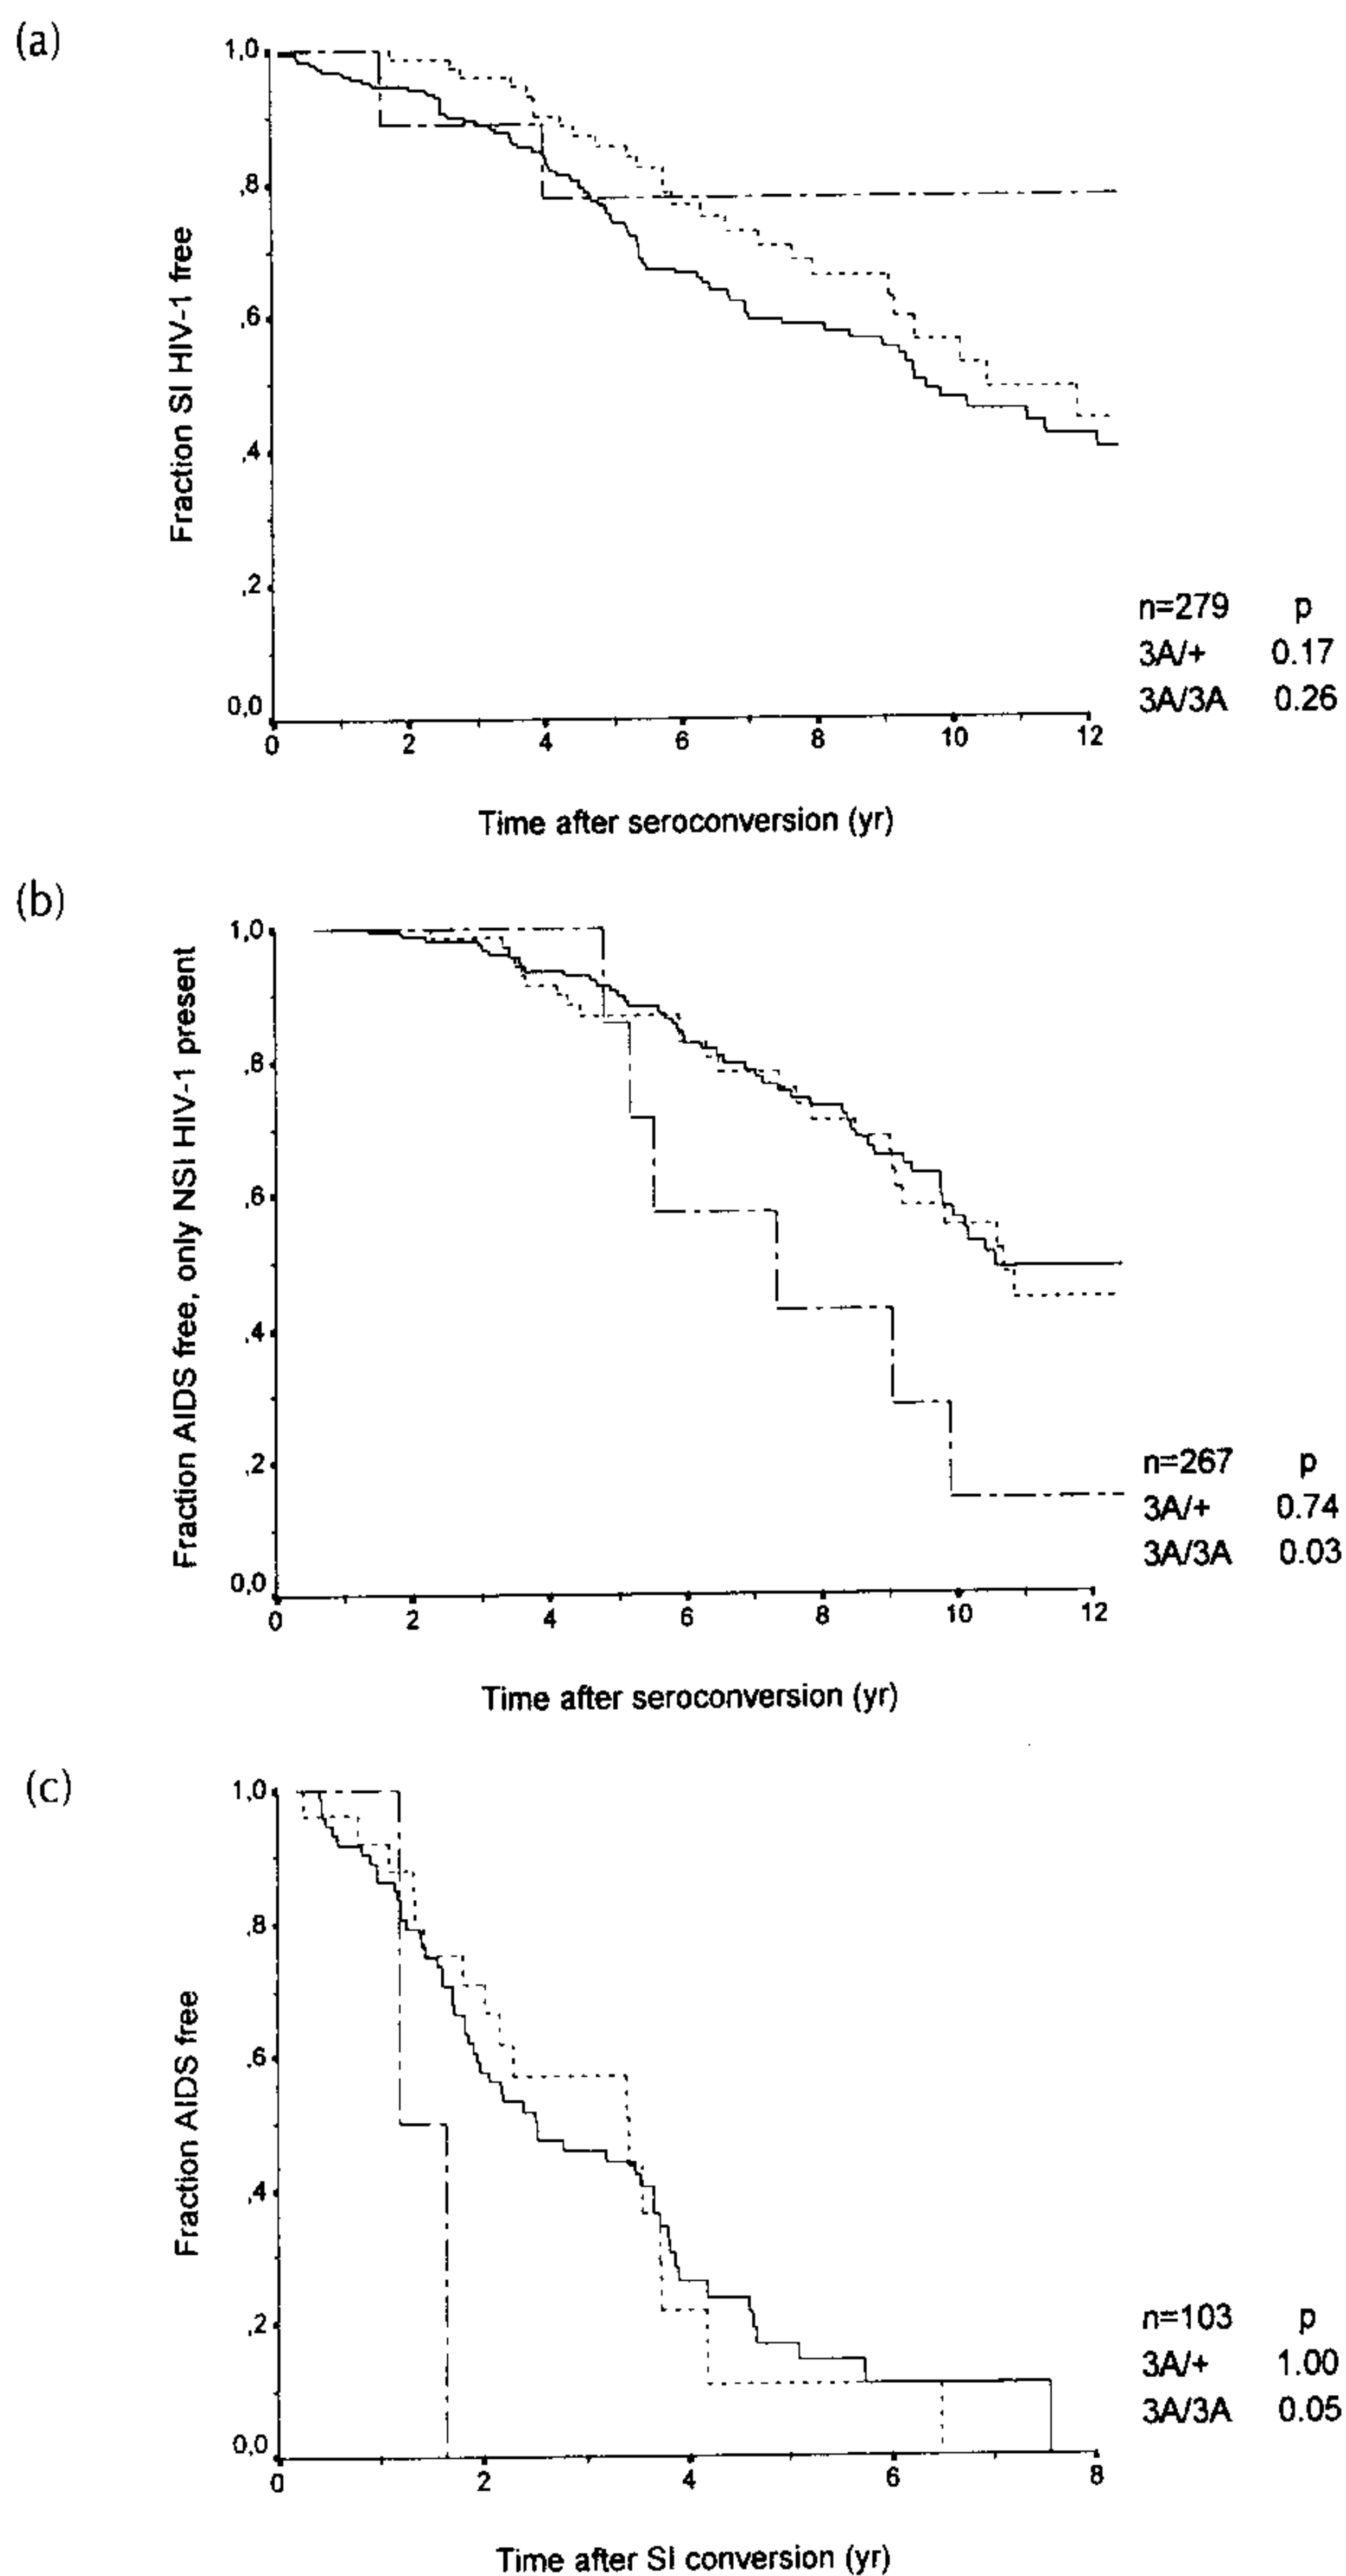 (a)
Fraction SI HIV-1 free
1,0
,8
,6
,4
,2
0,0
0 2 4 6 8 10 12
Time after seroconversion (yr)
n=279 p
3A/+ 0.17
3A/3A 0.26
(b)
Fraction AIDS free, only NSI HIV-1 present
1,0
,8
,6
,4
,2
0,0
0 2 4 6 8 10 12
Time after seroconversion (yr)
n=267 p
3A/+ 0.74
3A/3A 0.03
(c)
Fraction AIDS free
1,0
,8
,6
,4
,2
0,0
0 2 4 6 8
Time after SI conversion (yr)
n=103 p
3A/+ 1.00
3A/3A 0.05